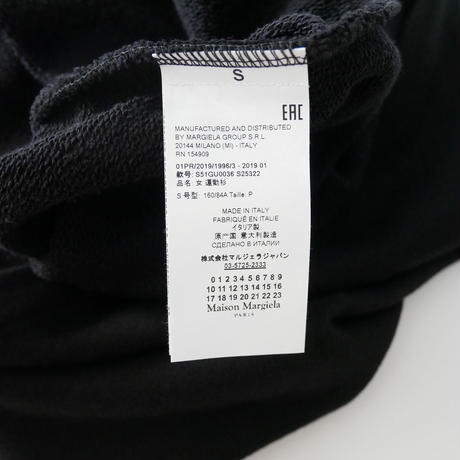 S
EAC
MANUFACTURED AND DISTRIBUTED
BY MARGIELA GROUP S.R.L
20144 MILANO (MI) - ITALY
RN 154909
01PR/2019/1996/3 - 2019 01
款号: S51GU0036 S25322
品名: 女 運動衫
S 号型: 160/84A Taille: P
MADE IN ITALY
FABRIQUÉ EN ITALIE
イタリア製
原产国 意大利製造
СДЕЛАНО В ИТАЛИИ
株式会社マルジェラジャパン
03-5725-2333
0 1 2 3 4 5 6 7 8 9
10 11 12 13 14 15 16
17 18 19 20 21 22 23
Maison Margiela
PARIS